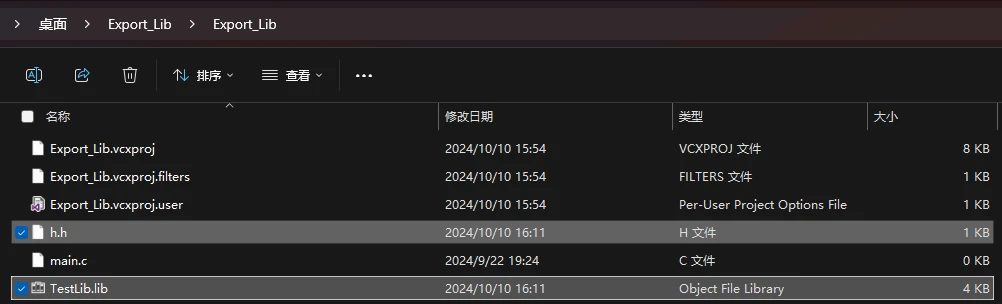 桌面 Export_Lib Export_Lib
排序 查看
名称 修改日期 类型 大小
Export_Lib.vcxproj 2024/10/10 15:54 VCXPROJ 文件 8 KB
Export_Lib.vcxproj.filters 2024/10/10 15:54 FILTERS 文件 1 KB
Export_Lib.vcxproj.user 2024/10/10 15:54 Per-User Project Options File 1 KB
h.h 2024/10/10 16:11 H 文件 1 KB
main.c 2024/9/22 19:24 C 文件 0 KB
TestLib.lib 2024/10/10 16:11 Object File Library 4 KB